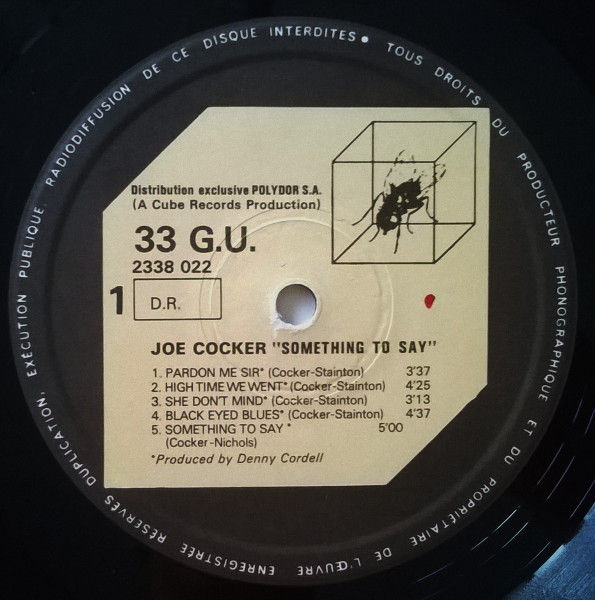 TOUS DROITS DU PRODUCTEUR PHONOGRAPHIQUE ET DU PROPRIÉTAIRE DE L'ŒUVRE ENREGISTRÉE RÉSERVÉS DUPLICATION, EXECUTION PUBLIQUE, RADIODIFFUSION DE CE DISQUE INTERDITES •
Distribution exclusive POLYDOR S.A.
(A Cube Records Production)
33 G.U.
2338 022
1 D.R.
JOE COCKER "SOMETHING TO SAY"
1. PARDON ME SIR* (Cocker-Stainton) 3'37
2. HIGH TIME WE WENT* (Cocker-Stainton) 4'25
3. SHE DON'T MIND* (Cocker-Stainton) 3'13
4. BLACK EYED BLUES* (Cocker-Stainton) 4'37
5. SOMETHING TO SAY * 5'00
(Cocker-Nichols)
*Produced by Denny Cordell